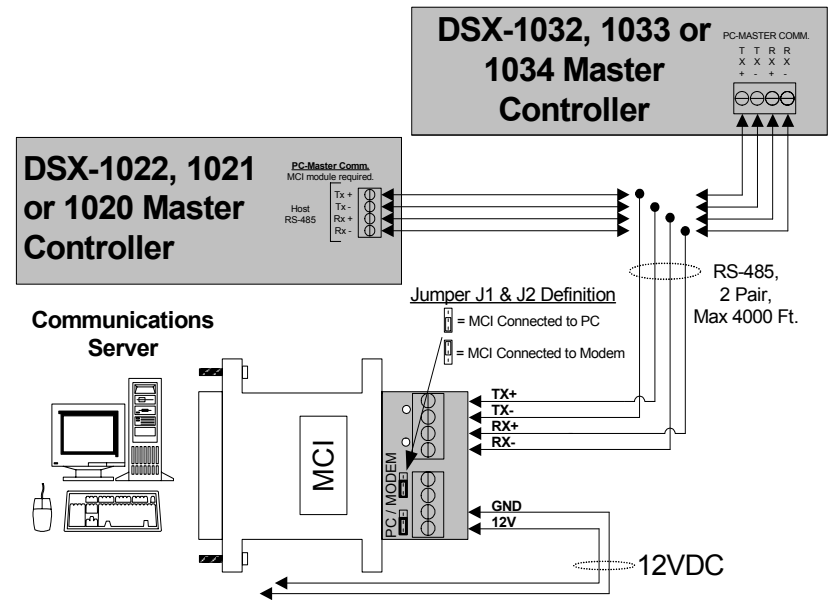 DSX-1032, 1033 or
1034 Master
Controller
PC-MASTER COMM.
T T R R
X X X X
+ - + -
DSX-1022, 1021
or 1020 Master
Controller
PC-Master Comm.
MCI module required.
Host
RS-485
Tx +
Tx -
Rx +
Rx -
RS-485,
2 Pair,
Max 4000 Ft.
Jumper J1 & J2 Definition
= MCI Connected to PC
= MCI Connected to Modem
Communications
Server
MCI
PC / MODEM
TX+
TX-
RX+
RX-
GND
12V
12VDC